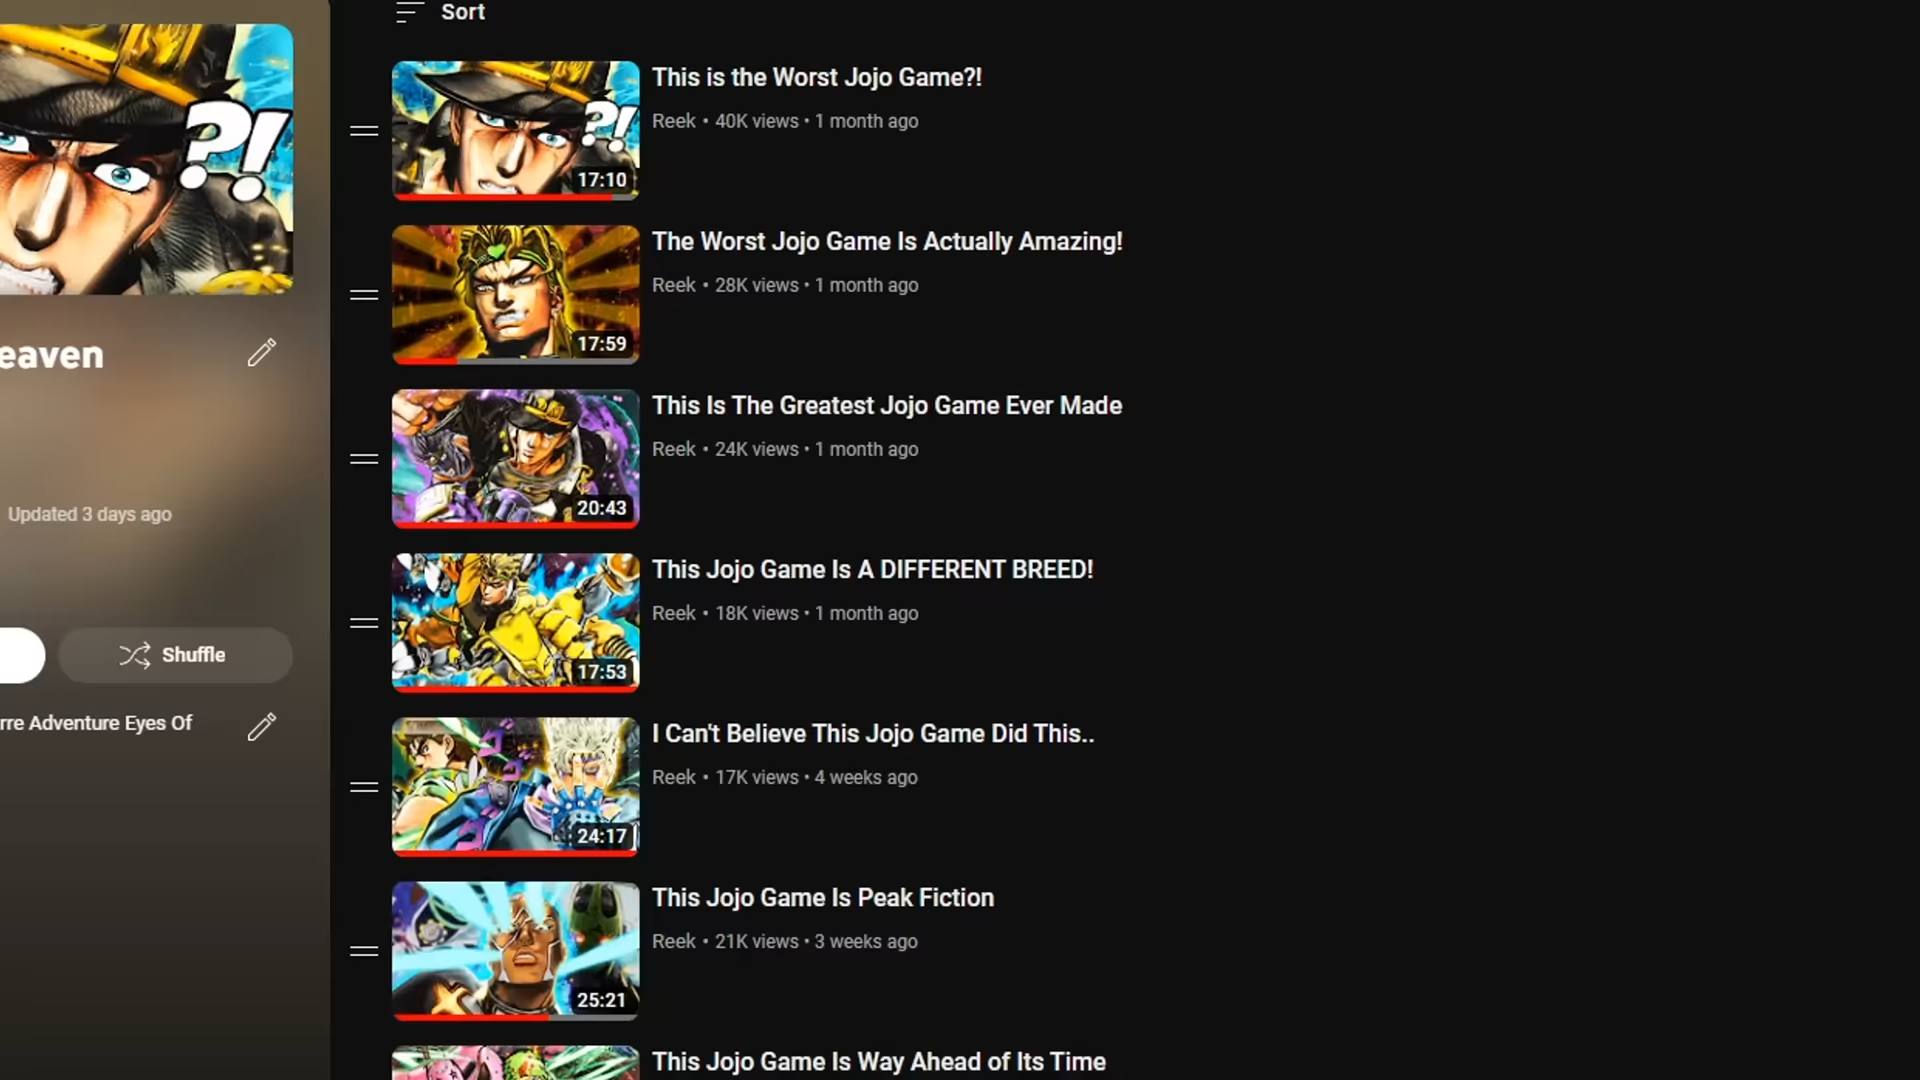 Sort
?!
eaven
Updated 3 days ago
Shuffle
rre Adventure Eyes Of
This is the Worst Jojo Game?!
Reek • 40K views • 1 month ago
?!
17:10
The Worst Jojo Game Is Actually Amazing!
Reek • 28K views • 1 month ago
17:59
This Is The Greatest Jojo Game Ever Made
Reek • 24K views • 1 month ago
20:43
This Jojo Game Is A DIFFERENT BREED!
Reek • 18K views • 1 month ago
17:53
I Can't Believe This Jojo Game Did This..
Reek • 17K views • 4 weeks ago
24:17
This Jojo Game Is Peak Fiction
Reek • 21K views • 3 weeks ago
25:21
This Jojo Game Is Way Ahead of Its Time